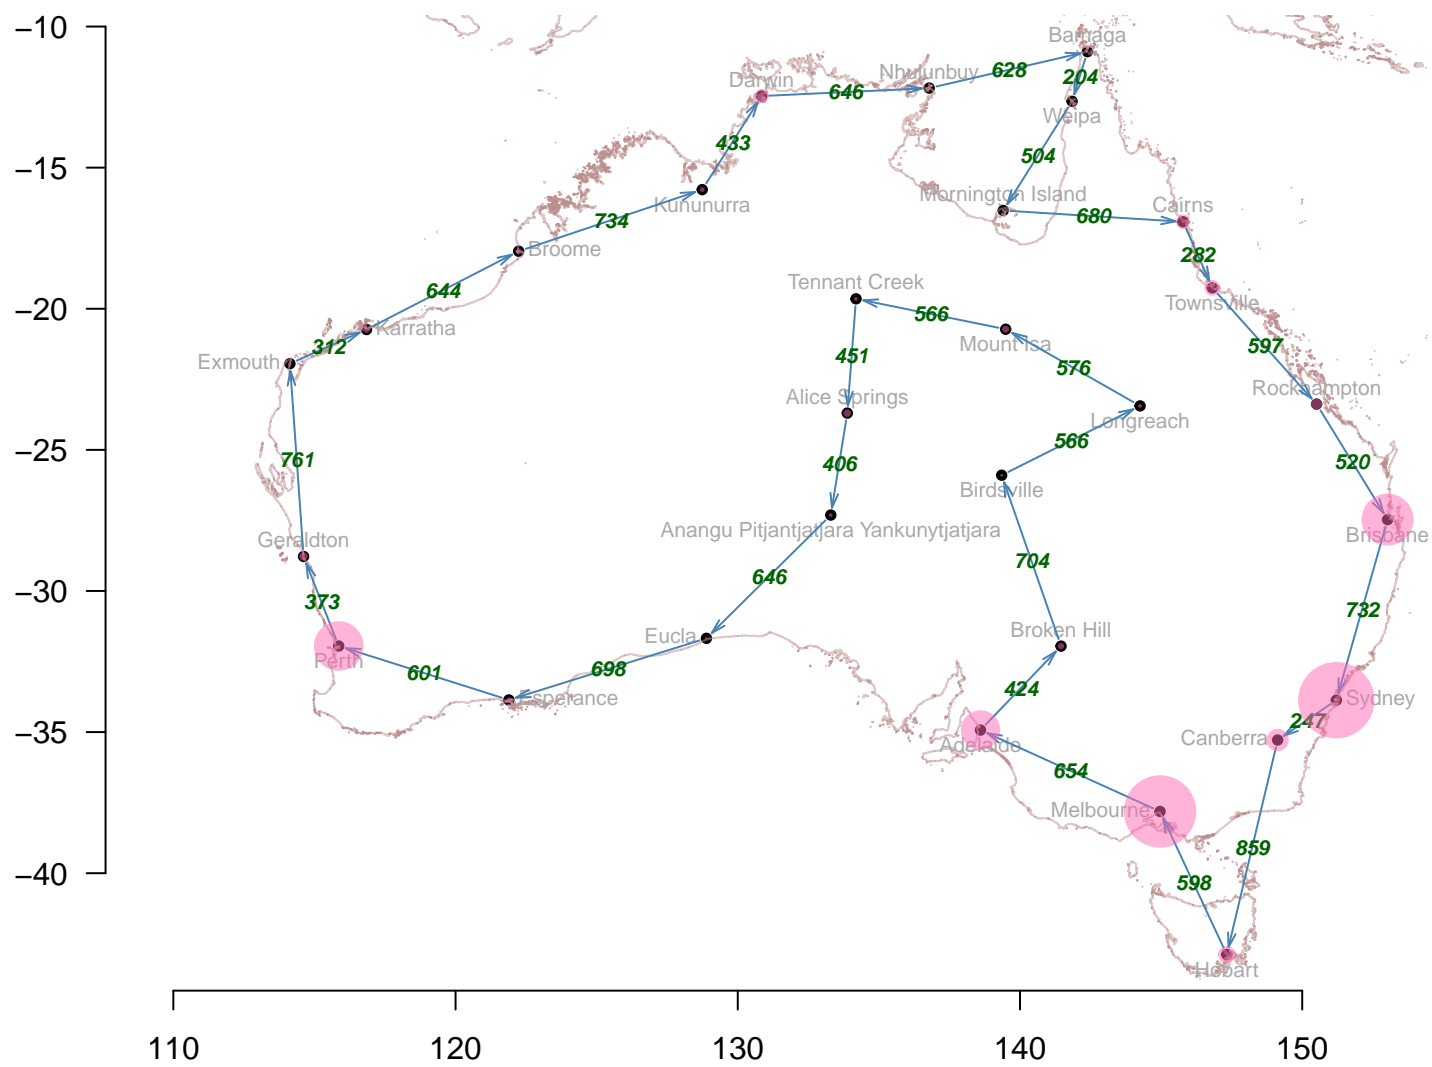 −10
Bamaga
Nhulunbuy
628
Darwin
204
646
Weipa
433
504
−15
Mornington Island
Kununurra
Cairns
680
734
Broome
282
Tennant Creek
644
Townsville
−20
566
Karratha
Mount Isa
312
597
451
Exmouth
576
Rockhampton
Alice Springs
Longreach
566
−25
761
406
520
Birdsville
Anangu Pitjantjatjara Yankunytjatjara
Brisbane
Geraldton
704
646
−30
373
732
Broken Hill
Eucla
Perth
698
601
424
Esperance
Sydney
247
−35
Canberra
Adelaide
654
Melbourne
859
−40
598
Hobart
110
120
130
140
150